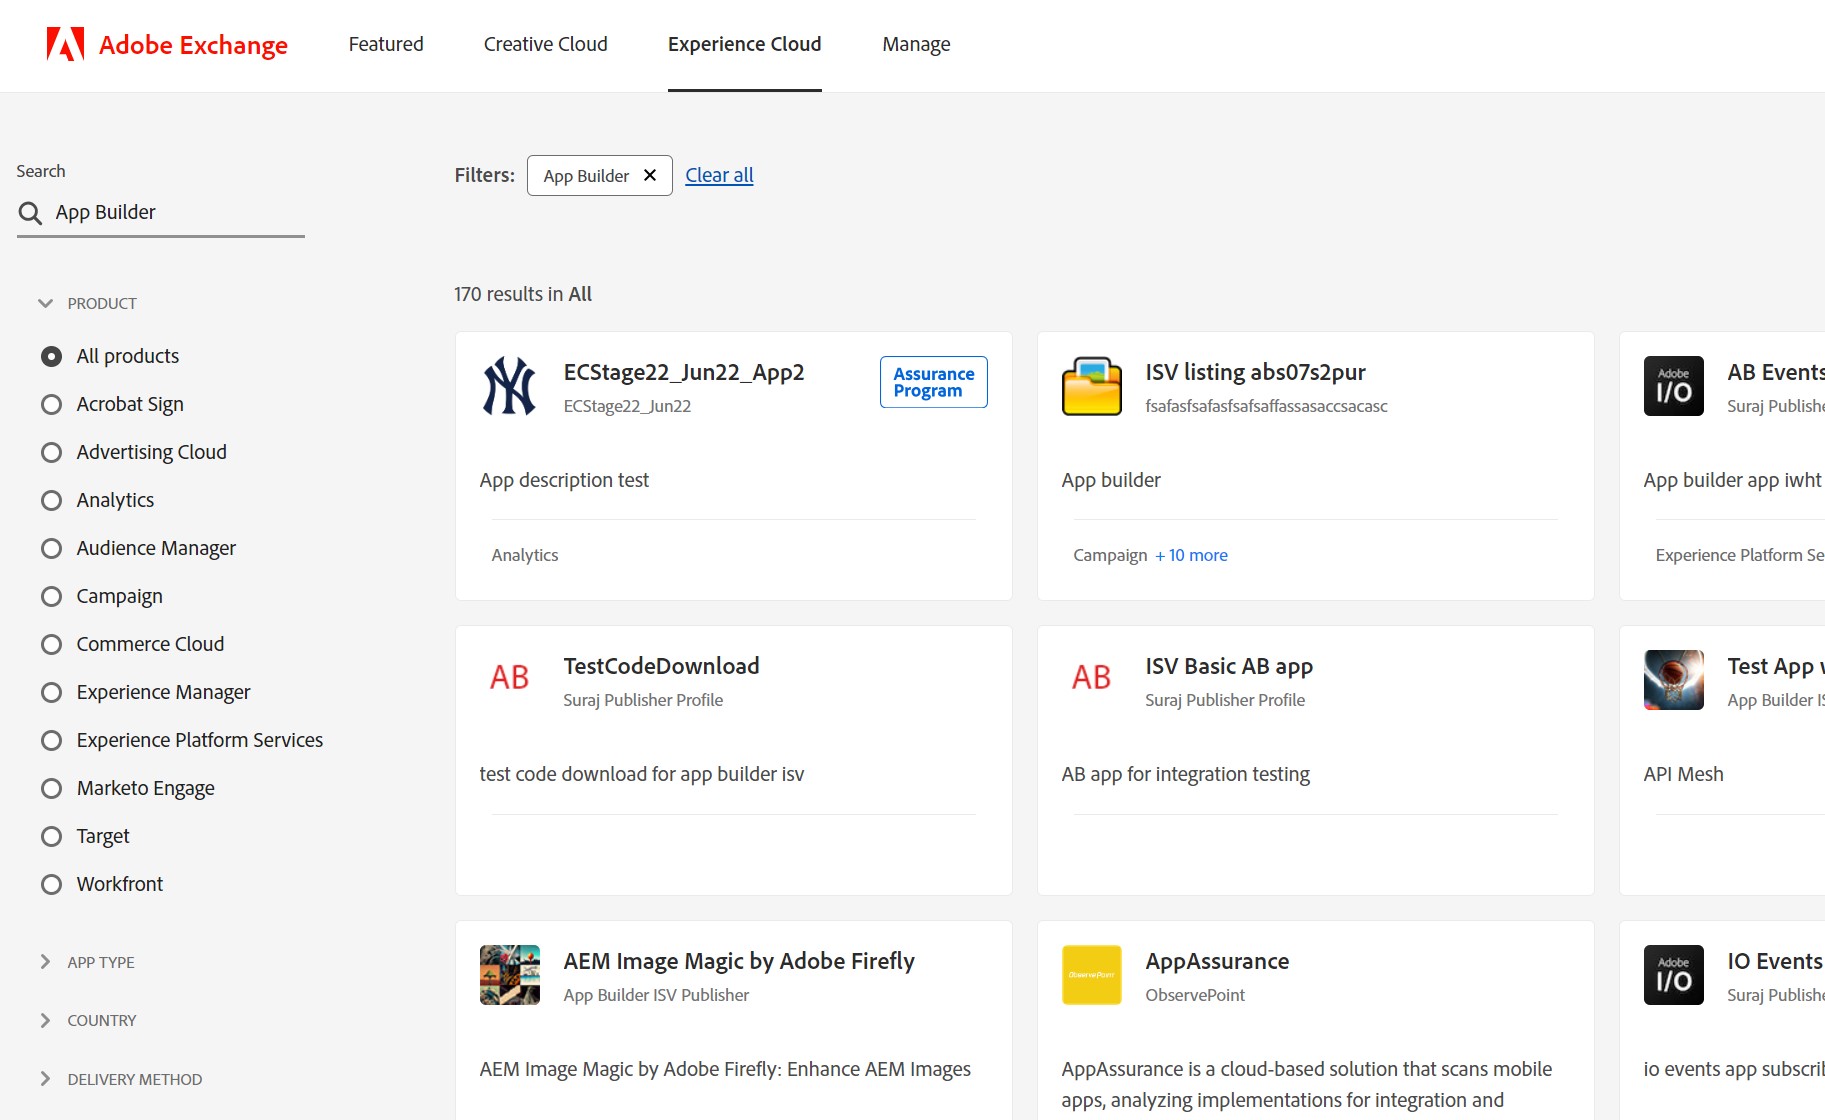 Adobe Exchange
Featured
Creative Cloud
Experience Cloud
Manage
Search
App Builder
PRODUCT
All products
Acrobat Sign
Advertising Cloud
Analytics
Audience Manager
Campaign
Commerce Cloud
Experience Manager
Experience Platform Services
Marketo Engage
Target
Workfront
APP TYPE
COUNTRY
DELIVERY METHOD
Filters:
App Builder
Clear all
170 results in All
ECStage22_Jun22_App2
ECStage22_Jun22
Assurance
Program
App description test
Analytics
ISV listing abs07s2pur
fsafasfsafasfsafsaffassasaccsacasc
App builder
Campaign + 10 more
Adobe
I/O
AB Events
Suraj Publishe
App builder app iwht
Experience Platform Se
AB
TestCodeDownload
Suraj Publisher Profile
test code download for app builder isv
AB
ISV Basic AB app
Suraj Publisher Profile
AB app for integration testing
Test App
App Builder IS
API Mesh
AEM Image Magic by Adobe Firefly
App Builder ISV Publisher
AEM Image Magic by Adobe Firefly: Enhance AEM Images
ObservePoint
AppAssurance
ObservePoint
AppAssurance is a cloud-based solution that scans mobile
apps, analyzing implementations for integration and
Adobe
I/O
IO Events
Suraj Publishe
io events app subscrib